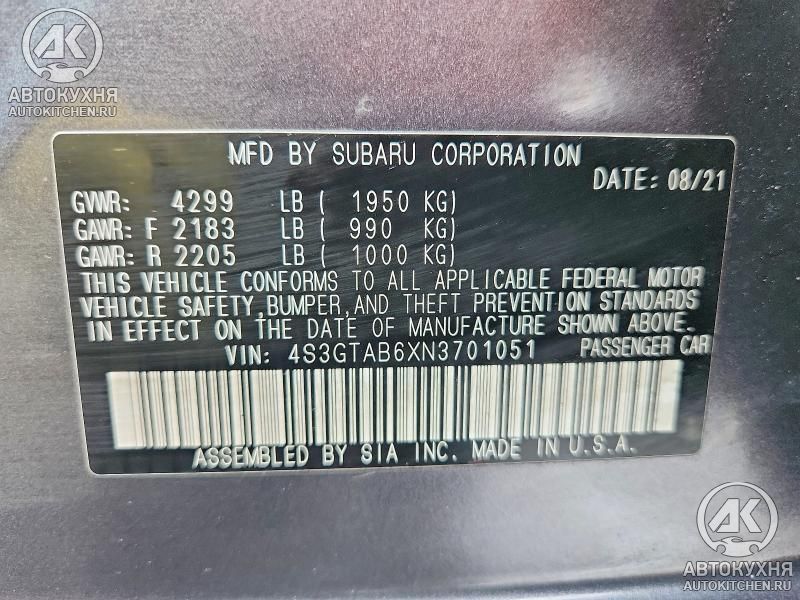 AK
АВТОКУХНЯ
AUTOKITCHEN.RU
MFD BY SUBARU CORPORATION
DATE: 08/21
GVWR: 4299 LB ( 1950 KG)
GAWR: F 2183 LB ( 990 KG)
GAWR: R 2205 LB ( 1000 KG)
THIS VEHICLE CONFORMS TO ALL APPLICABLE FEDERAL MOTOR
VEHICLE SAFETY,BUMPER,AND THEFT PREVENTION STANDARDS
IN EFFECT ON THE DATE OF MANUFACTURE SHOWN ABOVE.
VIN: 4S3GTAB6XN3701051 PASSENGER CAR
ASSEMBLED BY SIA INC. MADE IN U.S.A.
AK
АВТОКУХНЯ
AUTOKITCHEN.RU